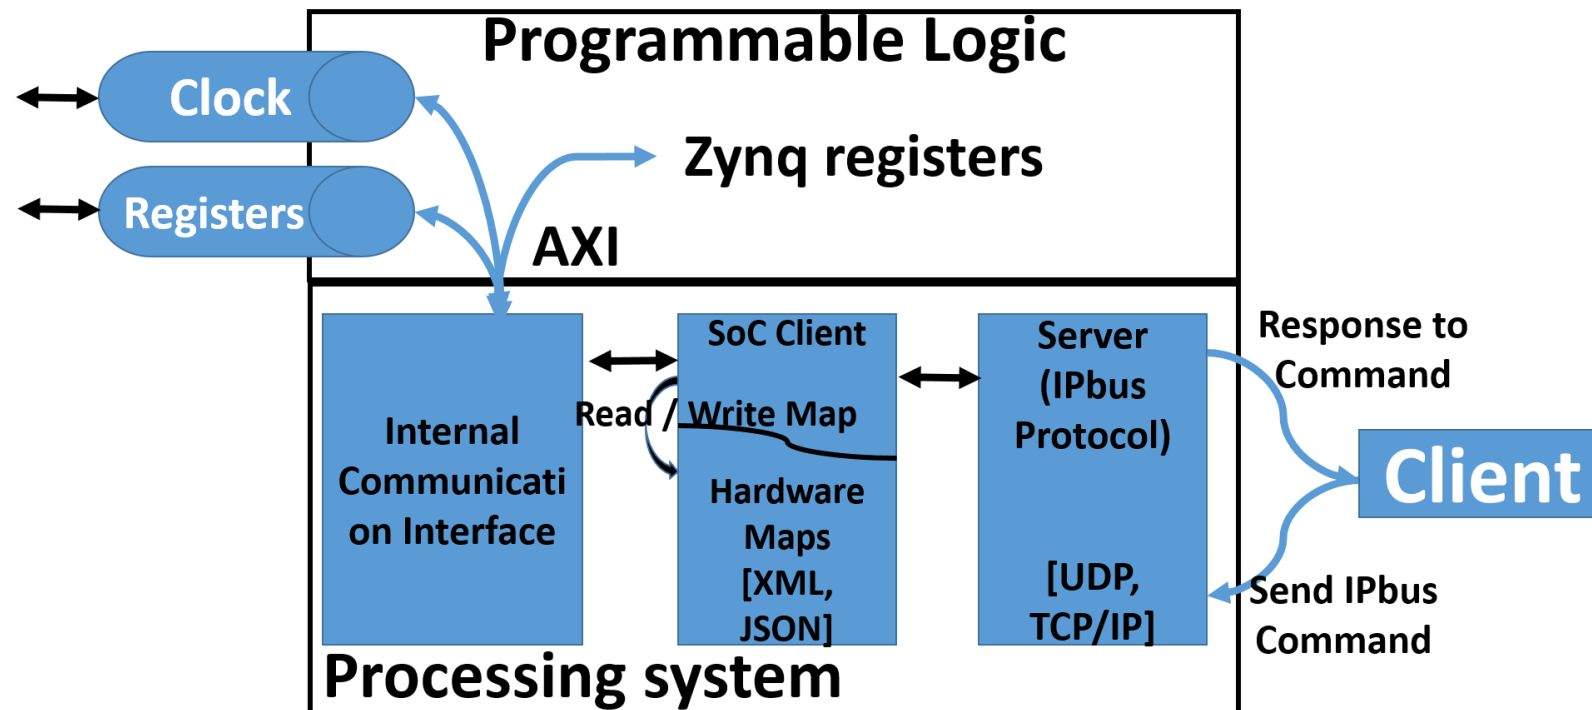 Programmable Logic
Clock
Zynq registers
Registers
AXI
SoC Client
Read / Write Map
Hardware
Maps
[XML,
JSON]
Internal
Communicati
on Interface
Server
(IPbus
Protocol)
[UDP,
TCP/IP]
Response to
Command
Client
Send IPbus
Command
Processing system